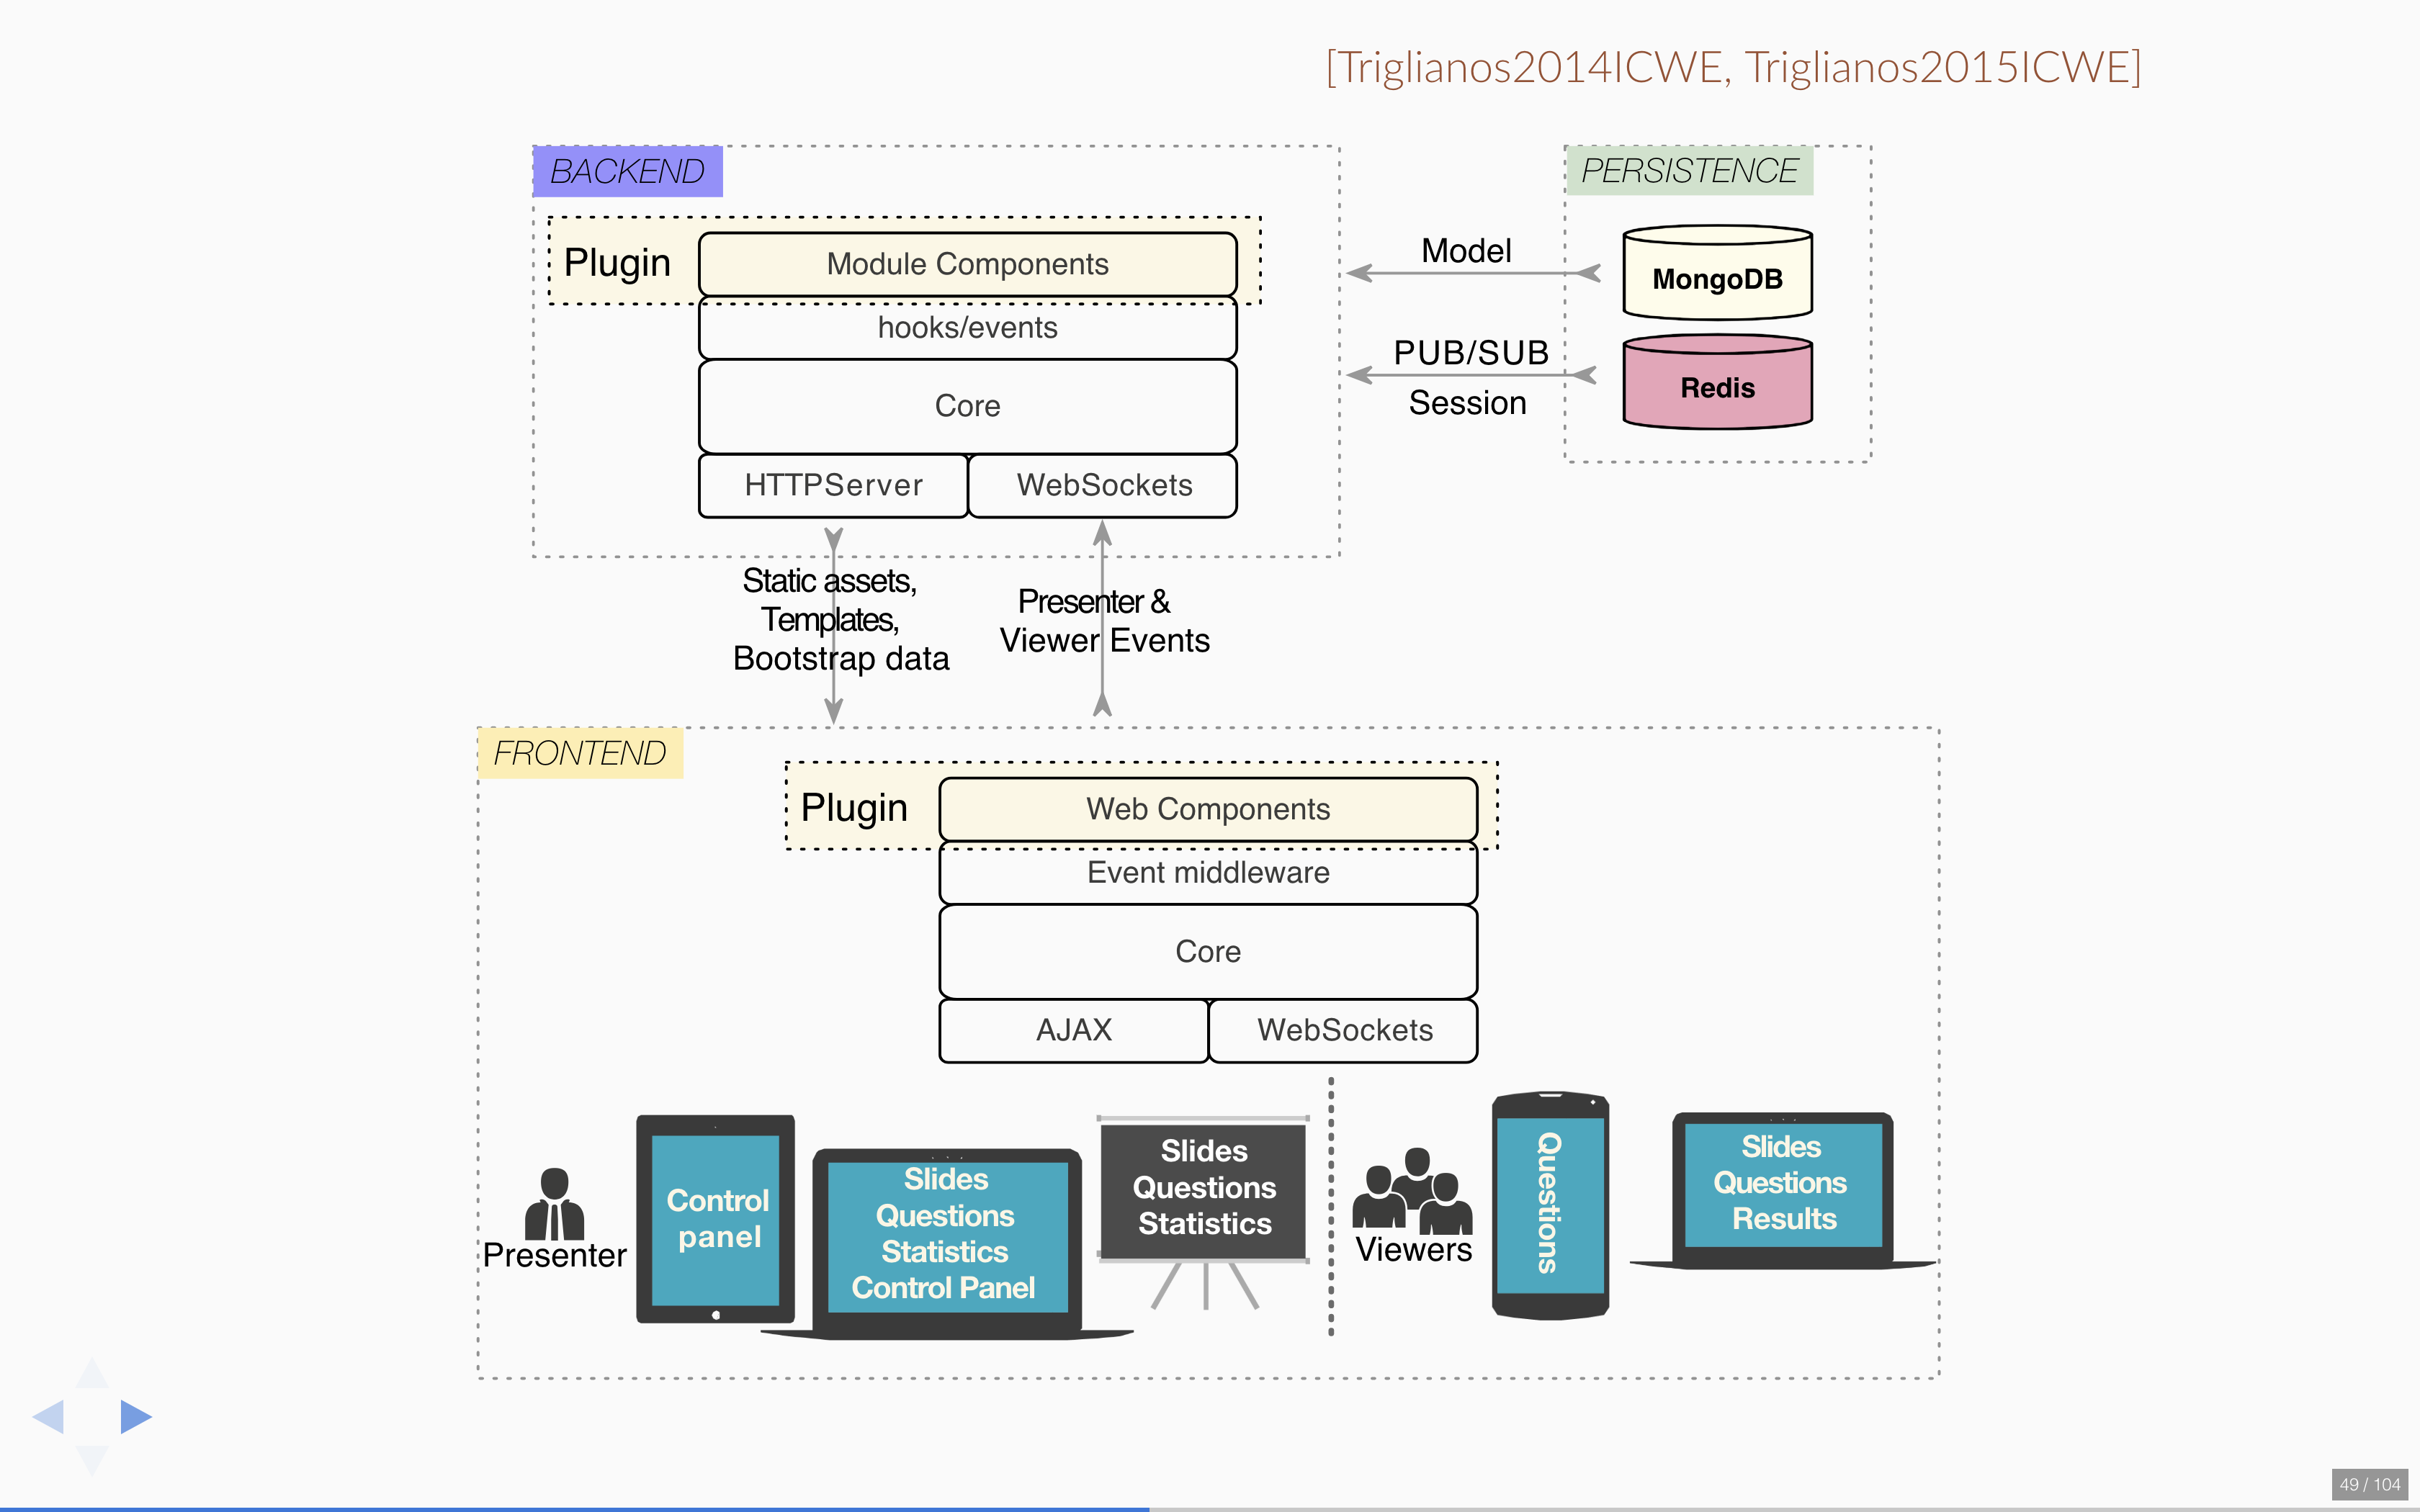 [Triglianos2014ICWE, Triglianos2015ICWE]
BACKEND
Plugin
Module Components
hooks/events
Core
HTTPServer
WebSockets
PERSISTENCE
Model
MongoDB
PUB/SUB
Session
Redis
Static assets,
Templates,
Bootstrap data
Presenter &
Viewer Events
FRONTEND
Plugin
Web Components
Event middleware
Core
AJAX
WebSockets
Presenter
Control
panel
Slides
Questions
Statistics
Control Panel
Slides
Questions
Statistics
Viewers
Questions
Slides
Questions
Results
49 / 104